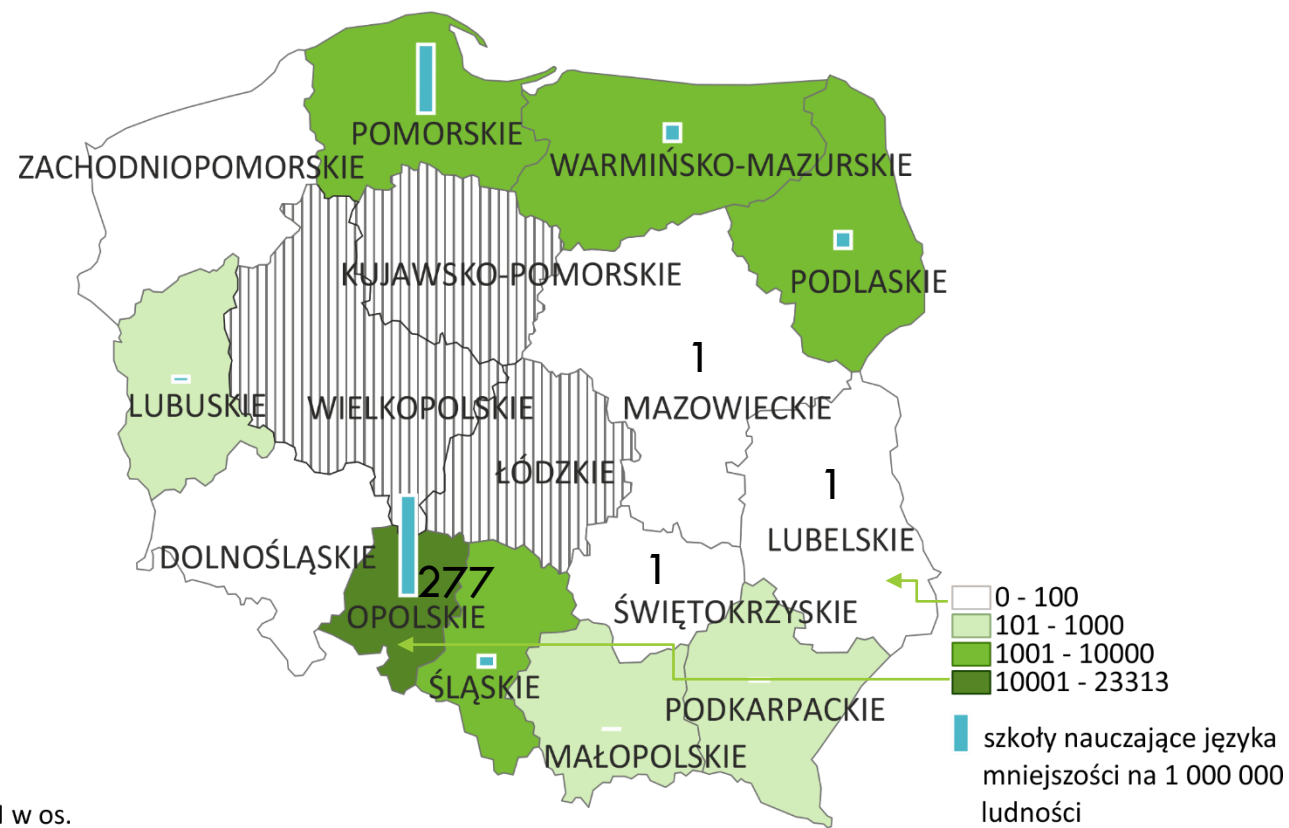 POMORSKIE
ZACHODNIOPOMORSKIE
WARMIŃSKO-MAZURSKIE
KUJAWSKO-POMORSKIE
PODLASKIE
1
LUBUSKIE
WIELKOPOLSKIE
MAZOWIECKIE
ŁÓDZKIE
1
DOLNOŚLĄSKIE
LUBELSKIE
277
1
OPOLSKIE
ŚWIĘTOKRZYSKIE
ŚLĄSKIE
PODKARPACKIE
MAŁOPOLSKIE
0 - 100
101 - 1000
1001 - 10000
10001 - 23313
szkoły nauczające języka
mniejszości na 1 000 000
ludności
w os.